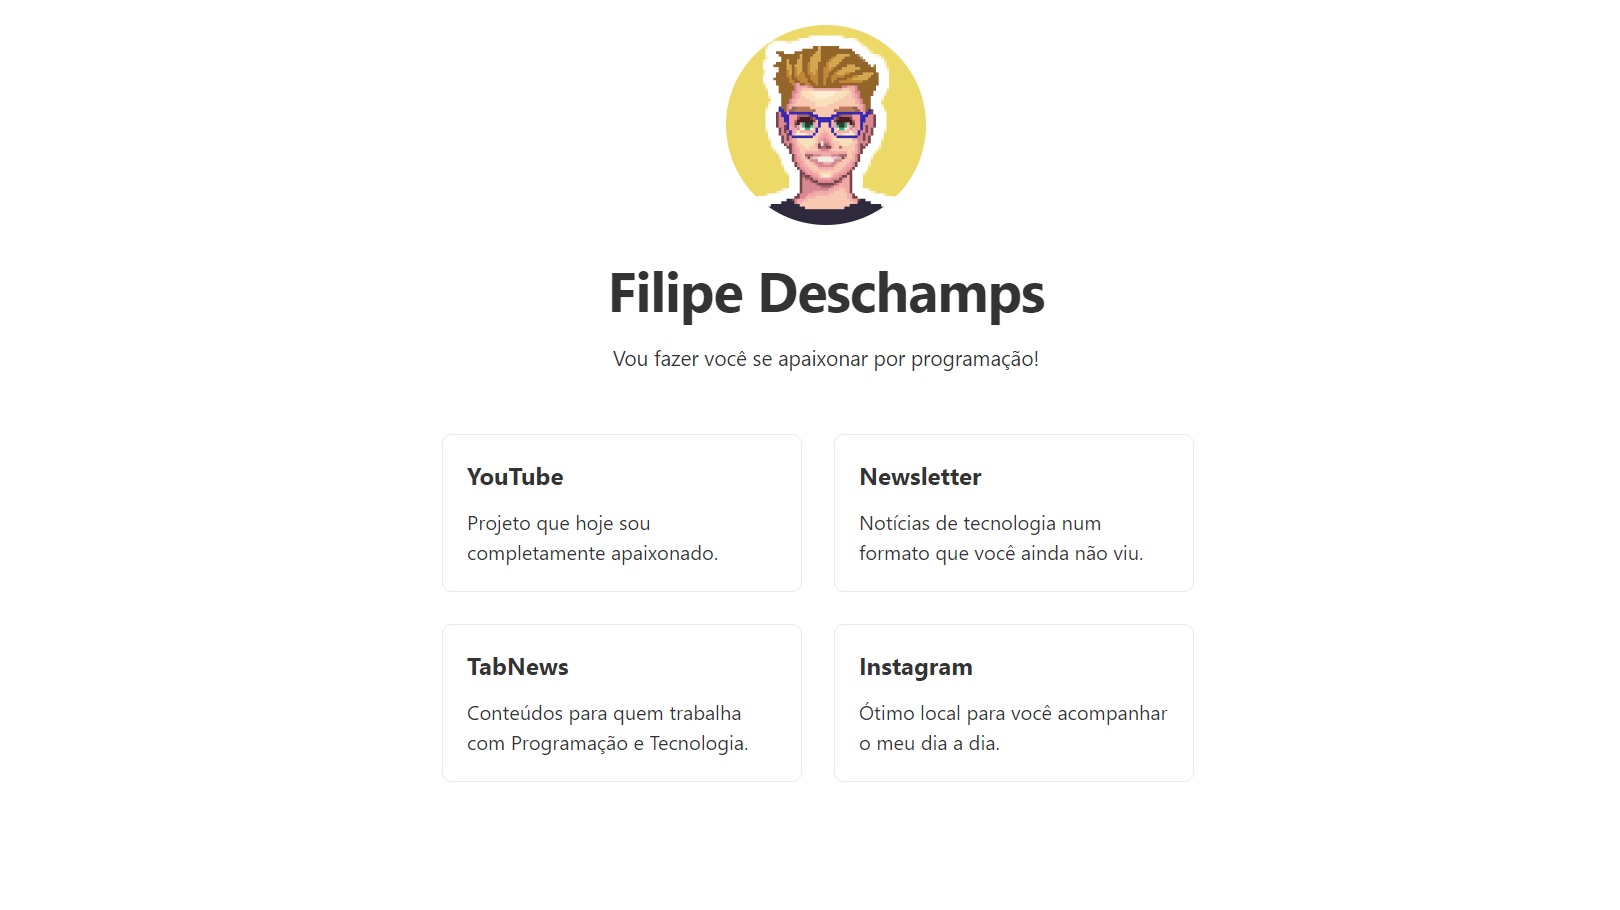 Filipe Deschamps
Vou fazer você se apaixonar por programação!
YouTube
Projeto que hoje sou
completamente apaixonado.
Newsletter
Notícias de tecnologia num
formato que você ainda não viu.
TabNews
Conteúdos para quem trabalha
com Programação e Tecnologia.
Instagram
Ótimo local para você acompanhar
o meu dia a dia.